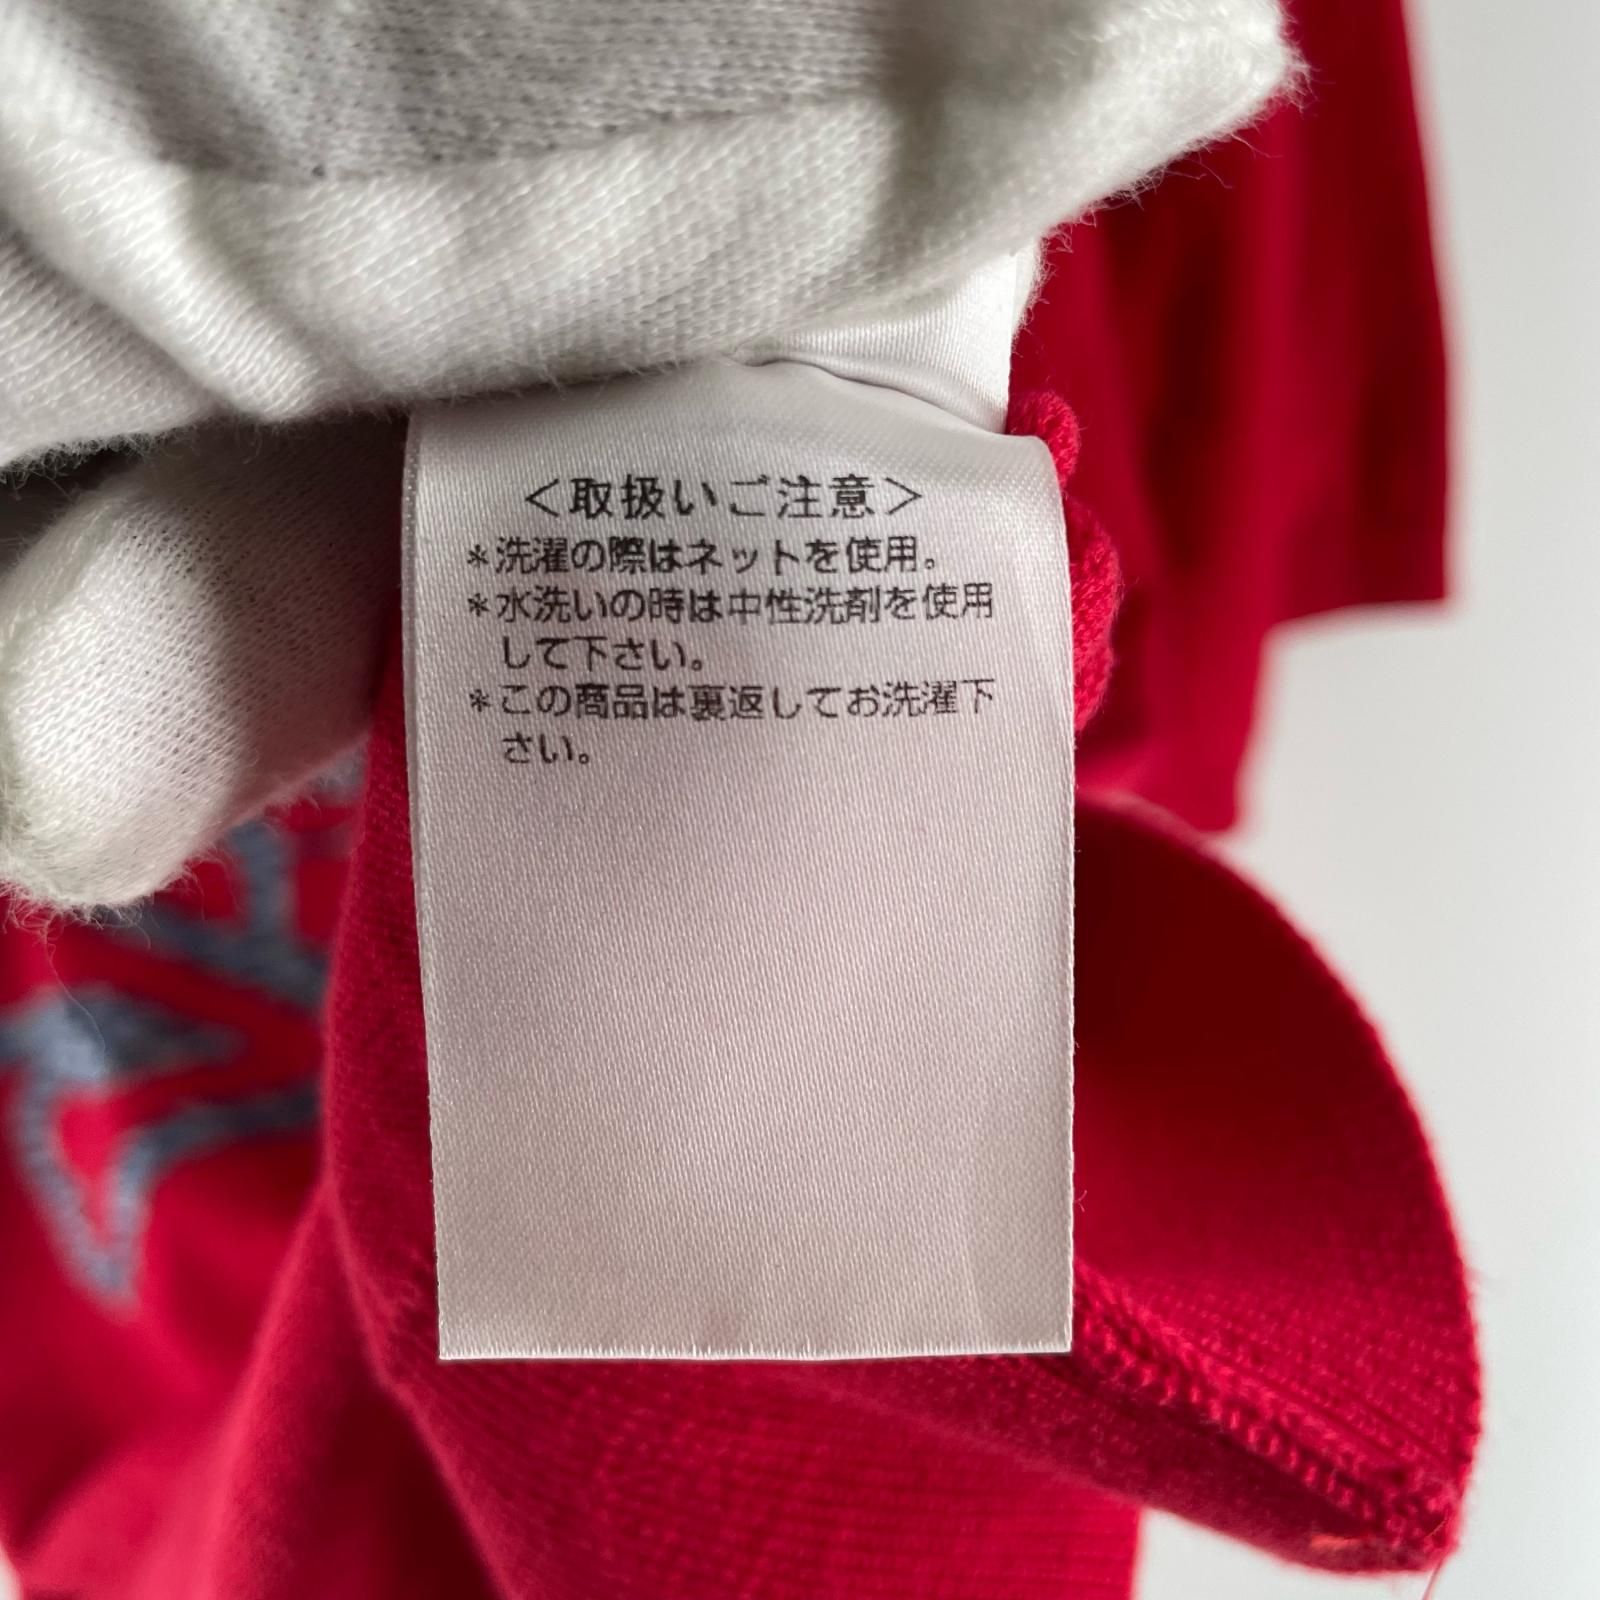 ＜取扱いご注意＞
＊洗濯の際はネットを使用。
＊水洗いの時は中性洗剤を使用
して下さい。
＊この商品は裏返してお洗濯下
さい。